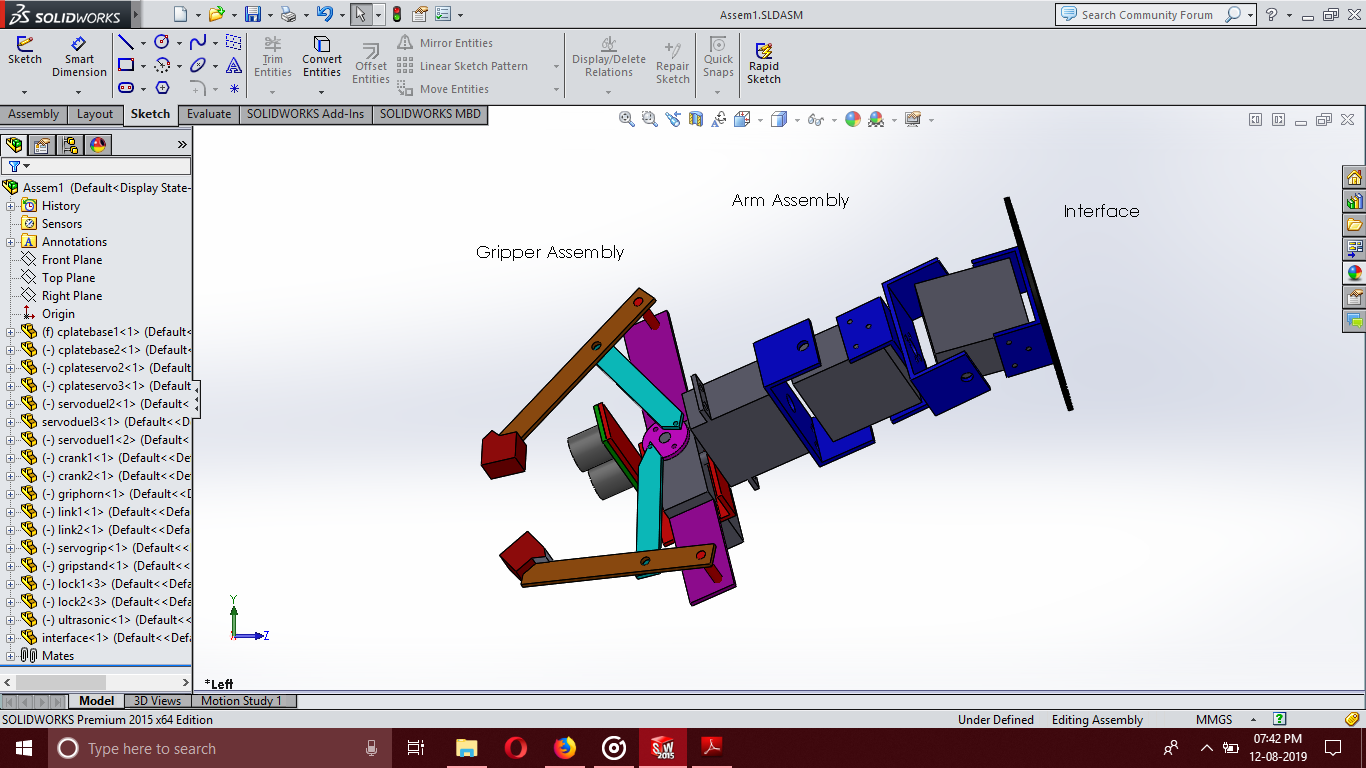 SOLIDWORKS
Assem1.SLDASM
Search Community Forum
Sketch
Smart
Dimension
Trim
Entities
Convert
Entities
Offset
Entities
Mirror Entities
Linear Sketch Pattern
Move Entities
Display/Delete
Relations
Repair
Sketch
Quick
Snaps
Rapid
Sketch
Assembly Layout Sketch Evaluate SOLIDWORKS Add-Ins SOLIDWORKS MBD
Assem1 (Default<Display State-
History
Sensors
Annotations
Front Plane
Top Plane
Right Plane
Origin
(f) cplatebase1<1> (Default<
(-) cplatebase2<1> (Default<
(-) cplateservo2<1> (Default
(-) cplateservo3<1> (Default
(-) servoduel2<1> (Default<
servoduel3<1> (Default<<D
(-) servoduel1<2> (Default<
(-) crank1<1> (Default<<De
(-) crank2<1> (Default<<De
(-) griphorn<1> (Default<<D
(-) link1<1> (Default<<Defa
(-) link2<1> (Default<<Defa
(-) servogrip<1> (Default<<
(-) gripstand<1> (Default<<
(-) lock1<3> (Default<<Defa
(-) lock2<3> (Default<<Defa
(-) ultrasonic<1> (Default<<
interface<1> (Default<<Defa
Mates
Gripper Assembly
Arm Assembly
Interface
Y
Z
*Left
Model 3D Views Motion Study 1
SOLIDWORKS Premium 2015 x64 Edition
Under Defined Editing Assembly MMGS
Type here to search
SW
2015
07:42 PM
12-08-2019